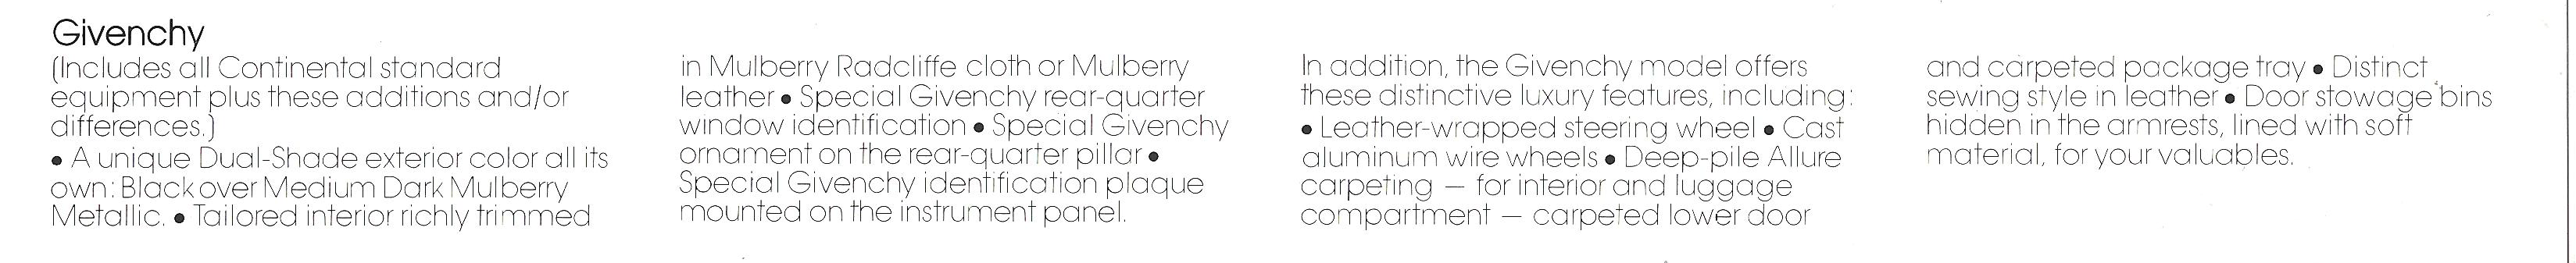 Givenchy
(Includes all Continental standard
equipment plus these additions and/or
differences.)
• A unique Dual-Shade exterior color all its
own: Black over Medium Dark Mulberry
Metallic. • Tailored interior richly trimmed
in Mulberry Radcliffe cloth or Mulberry
leather • Special Givenchy rear-quarter
window identification • Special Givenchy
ornament on the rear-quarter pillar •
Special Givenchy identification plaque
mounted on the instrument panel.
In addition, the Givenchy model offers
these distinctive luxury features, including:
• Leather-wrapped steering wheel • Cast
aluminum wire wheels • Deep-pile Allure
carpeting — for interior and luggage
compartment — carpeted lower door
and carpeted package tray • Distinct
sewing style in leather • Door stowage bins
hidden in the armrests, lined with soft
material, for your valuables.